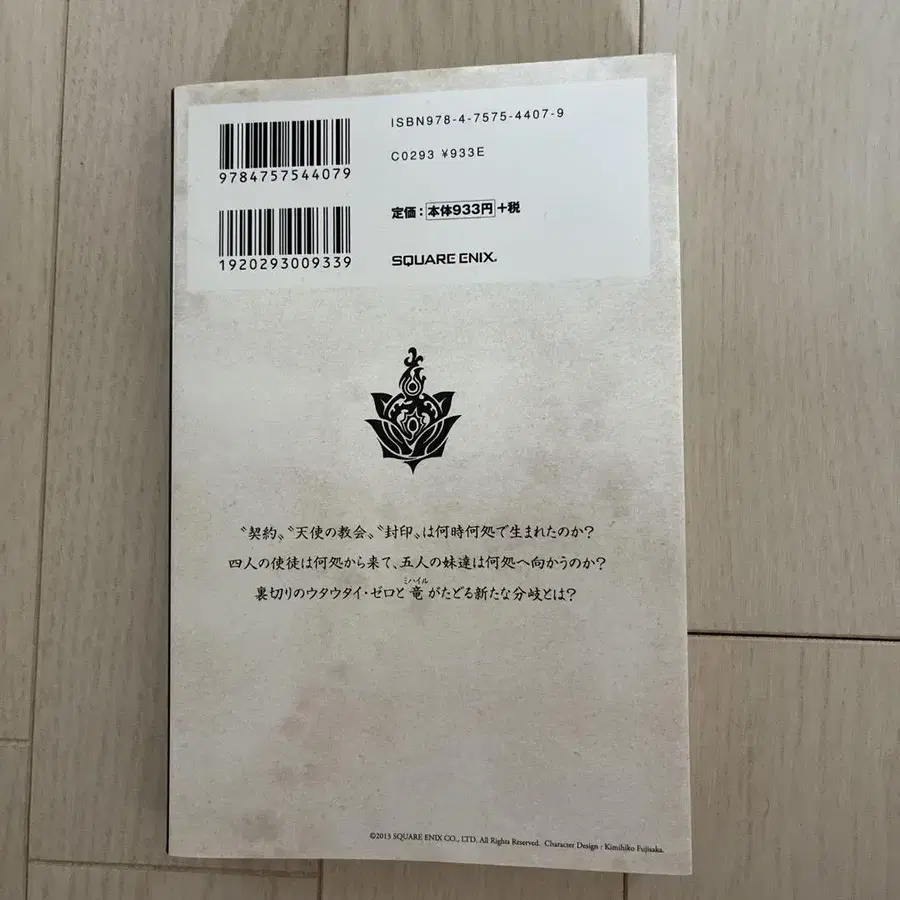 ISBN978-4-7575-4407-9
C0293 ¥933E
9784757544079
定価:本体933円+税
1920293009339
SQUARE ENIX.
〝契約〟〝天使の教会〟〝封印〟は何時何処で生まれたのか?
四人の使徒は何処から来て、五人の妹達は何処へ向かうのか?
ミハイル
裏切りのウタウタイ・ゼロと竜がたどる新たな分岐とは?
©2013 SQUARE ENIX CO., LTD. All Rights Reserved. Character Design : Kimihiko Fujisaka.